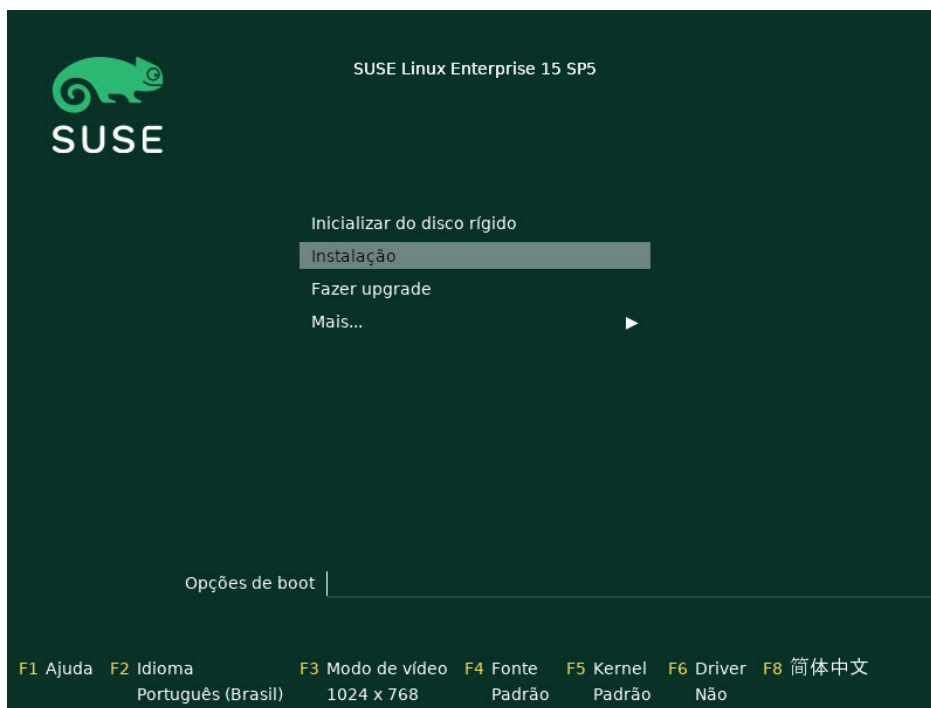 SUSE Linux Enterprise 15 SP5
SUSE
Inicializar do disco rígido
Instalação
Fazer upgrade
Mais...
Opções de boot
F1 Ajuda F2 Idioma F3 Modo de vídeo F4 Fonte F5 Kernel F6 Driver F8 简体中文
Português (Brasil) 1024 x 768 Padrão Padrão Não